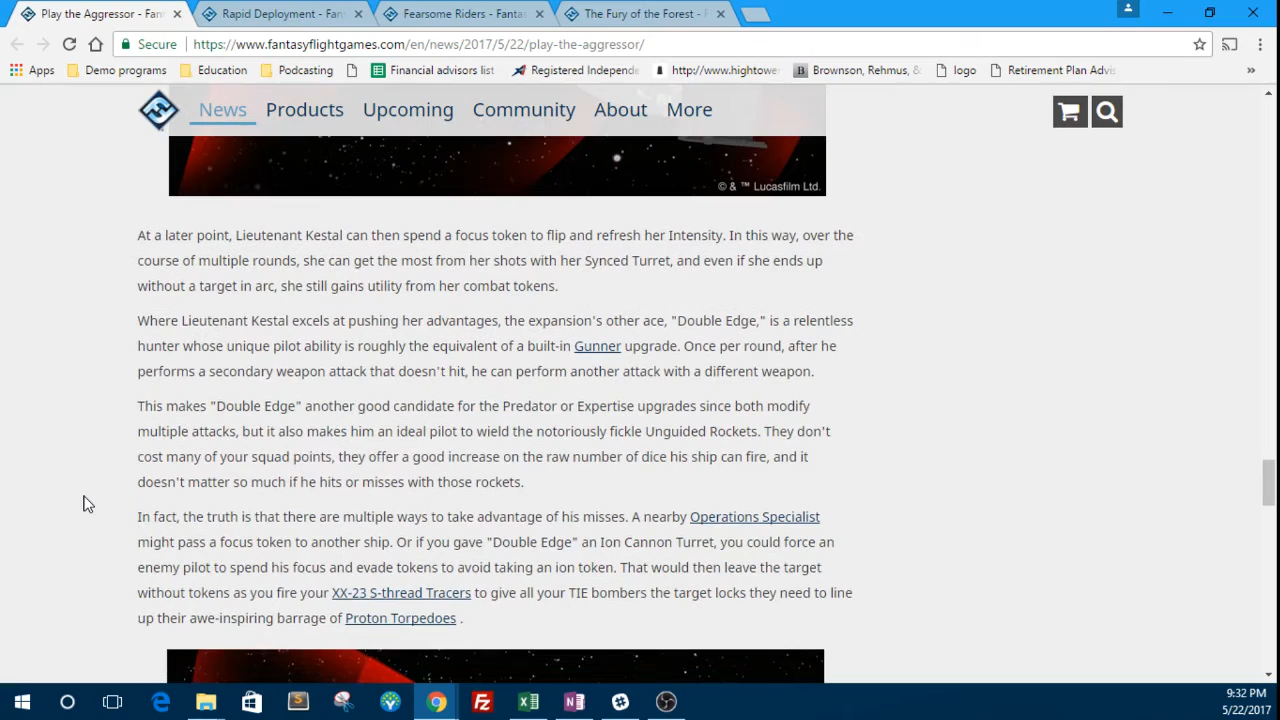 Play the Aggressor - Fan
Rapid Deployment - Fan
Fearsome Riders - Fantas
The Fury of the Forest -
Secure
https://www.fantasyflightgames.com/en/news/2017/5/22/play-the-aggressor/
Apps
Demo programs
Education
Podcasting
Financial advisors list
Registered Independe
http://www.hightowe
Brownson, Rehmus, &
logo
Retirement Plan Advis
»
News
Products
Upcoming
Community
About
More
© & ™ Lucasfilm Ltd.
At a later point, Lieutenant Kestal can then spend a focus token to flip and refresh her Intensity. In this way, over the
course of multiple rounds, she can get the most from her shots with her Synced Turret, and even if she ends up
without a target in arc, she still gains utility from her combat tokens.
Where Lieutenant Kestal excels at pushing her advantages, the expansion's other ace, "Double Edge," is a relentless
hunter whose unique pilot ability is roughly the equivalent of a built-in Gunner upgrade. Once per round, after he
performs a secondary weapon attack that doesn't hit, he can perform another attack with a different weapon.
This makes "Double Edge" another good candidate for the Predator or Expertise upgrades since both modify
multiple attacks, but it also makes him an ideal pilot to wield the notoriously fickle Unguided Rockets. They don't
cost many of your squad points, they offer a good increase on the raw number of dice his ship can fire, and it
doesn't matter so much if he hits or misses with those rockets.
In fact, the truth is that there are multiple ways to take advantage of his misses. A nearby Operations Specialist
might pass a focus token to another ship. Or if you gave "Double Edge" an Ion Cannon Turret, you could force an
enemy pilot to spend his focus and evade tokens to avoid taking an ion token. That would then leave the target
without tokens as you fire your XX-23 S-thread Tracers to give all your TIE bombers the target locks they need to line
up their awe-inspiring barrage of Proton Torpedoes .
9:32 PM
5/22/2017